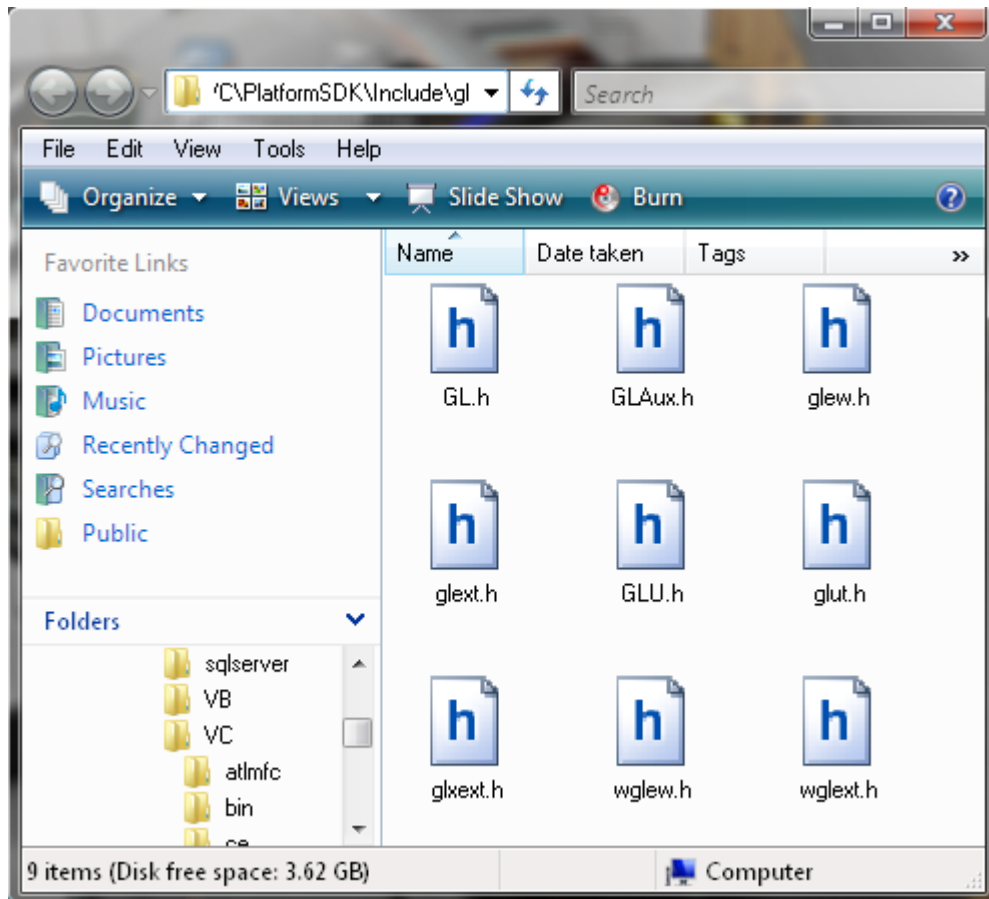 'C\PlatformSDK\Include\gl
Search
File Edit View Tools Help
Organize Views Slide Show Burn
Favorite Links
Documents
Pictures
Music
Recently Changed
Searches
Public
Folders
sqlserver
VB
VC
atlmfc
bin
ce
Name Date taken Tags
h h h
GL.h GLAux.h glew.h
h h h
glext.h GLU.h glut.h
h h h
glxext.h wglew.h wglext.h
9 items (Disk free space: 3.62 GB) Computer